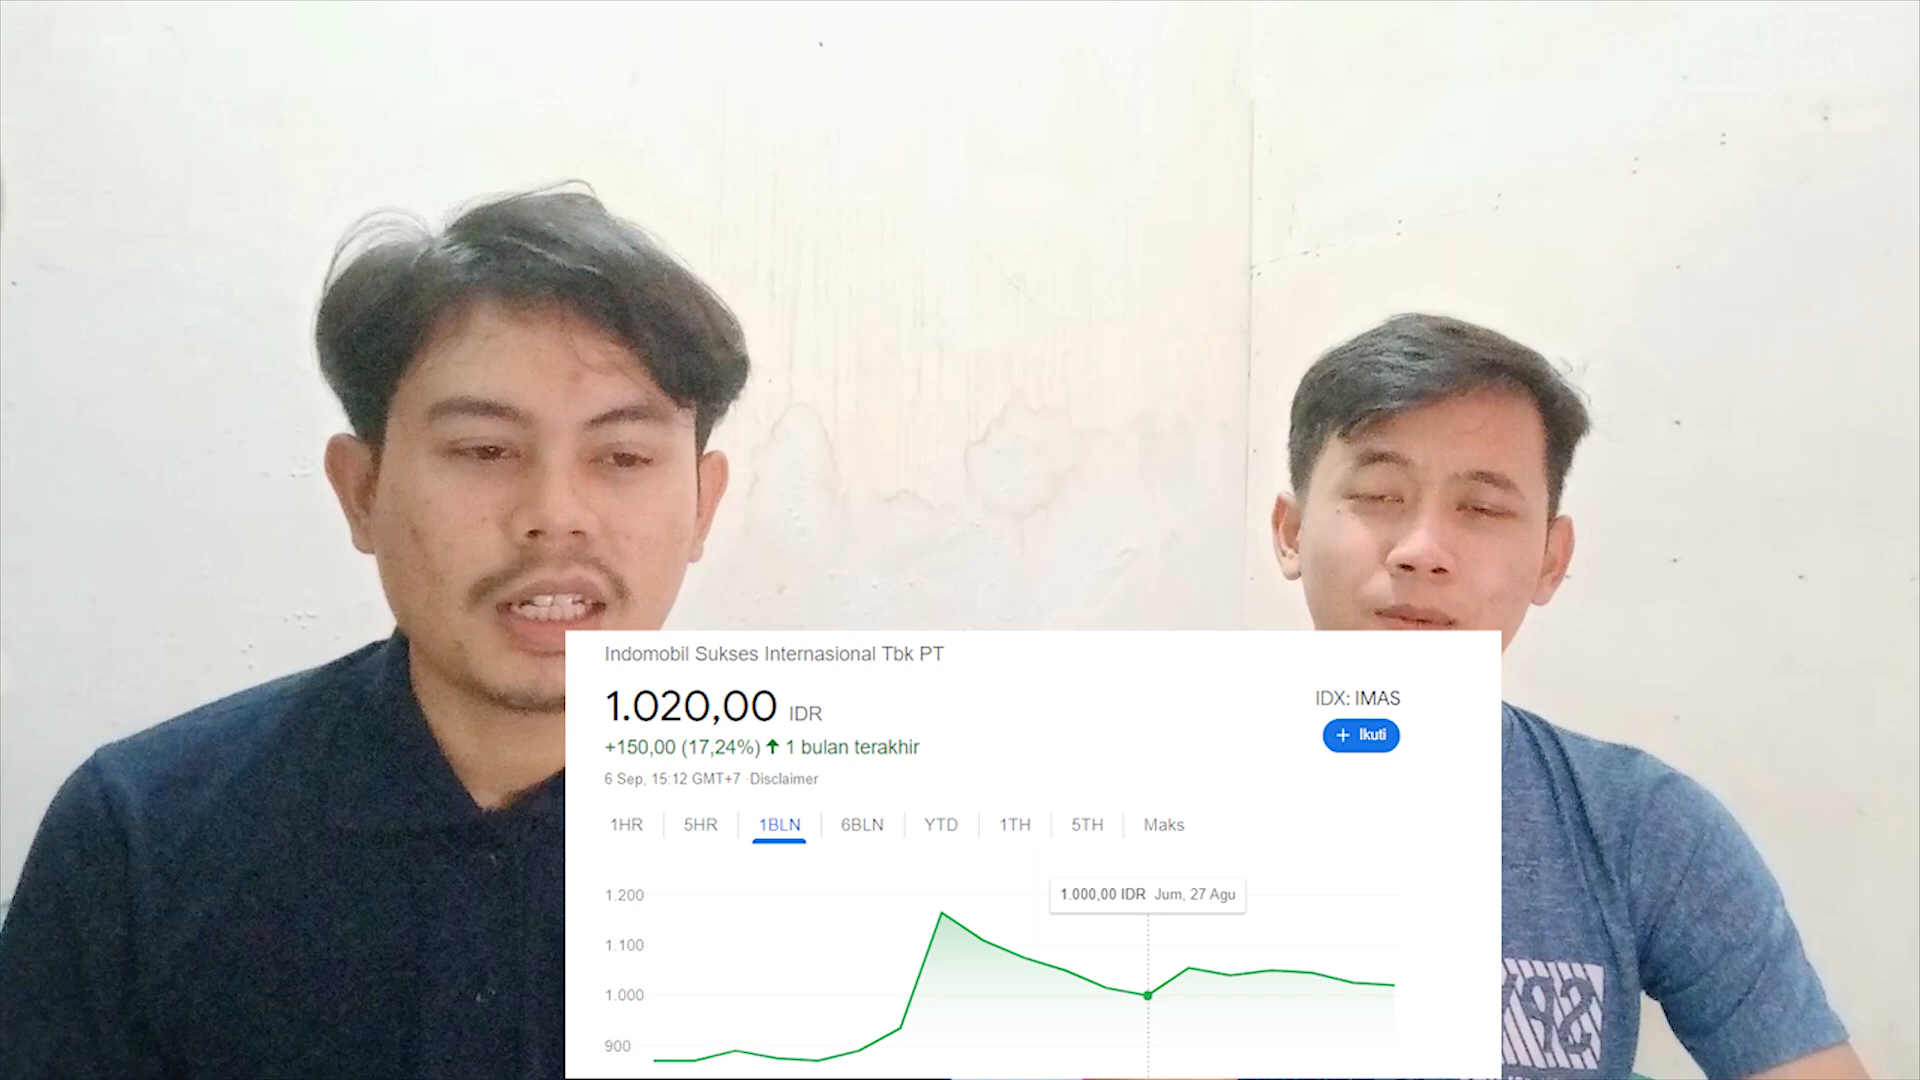 Indomobil Sukses Internasional Tbk PT
1.020,00 IDR
IDX: IMAS
+150,00 (17,24%) ↑ 1 bulan terakhir
+ Ikuti
6 Sep, 15:12 GMT+7 ·Disclaimer
1HR 5HR 1BLN 6BLN YTD 1TH 5TH Maks
1.000,00 IDR Jum, 27 Agu
1.200
1.100
1.000
900